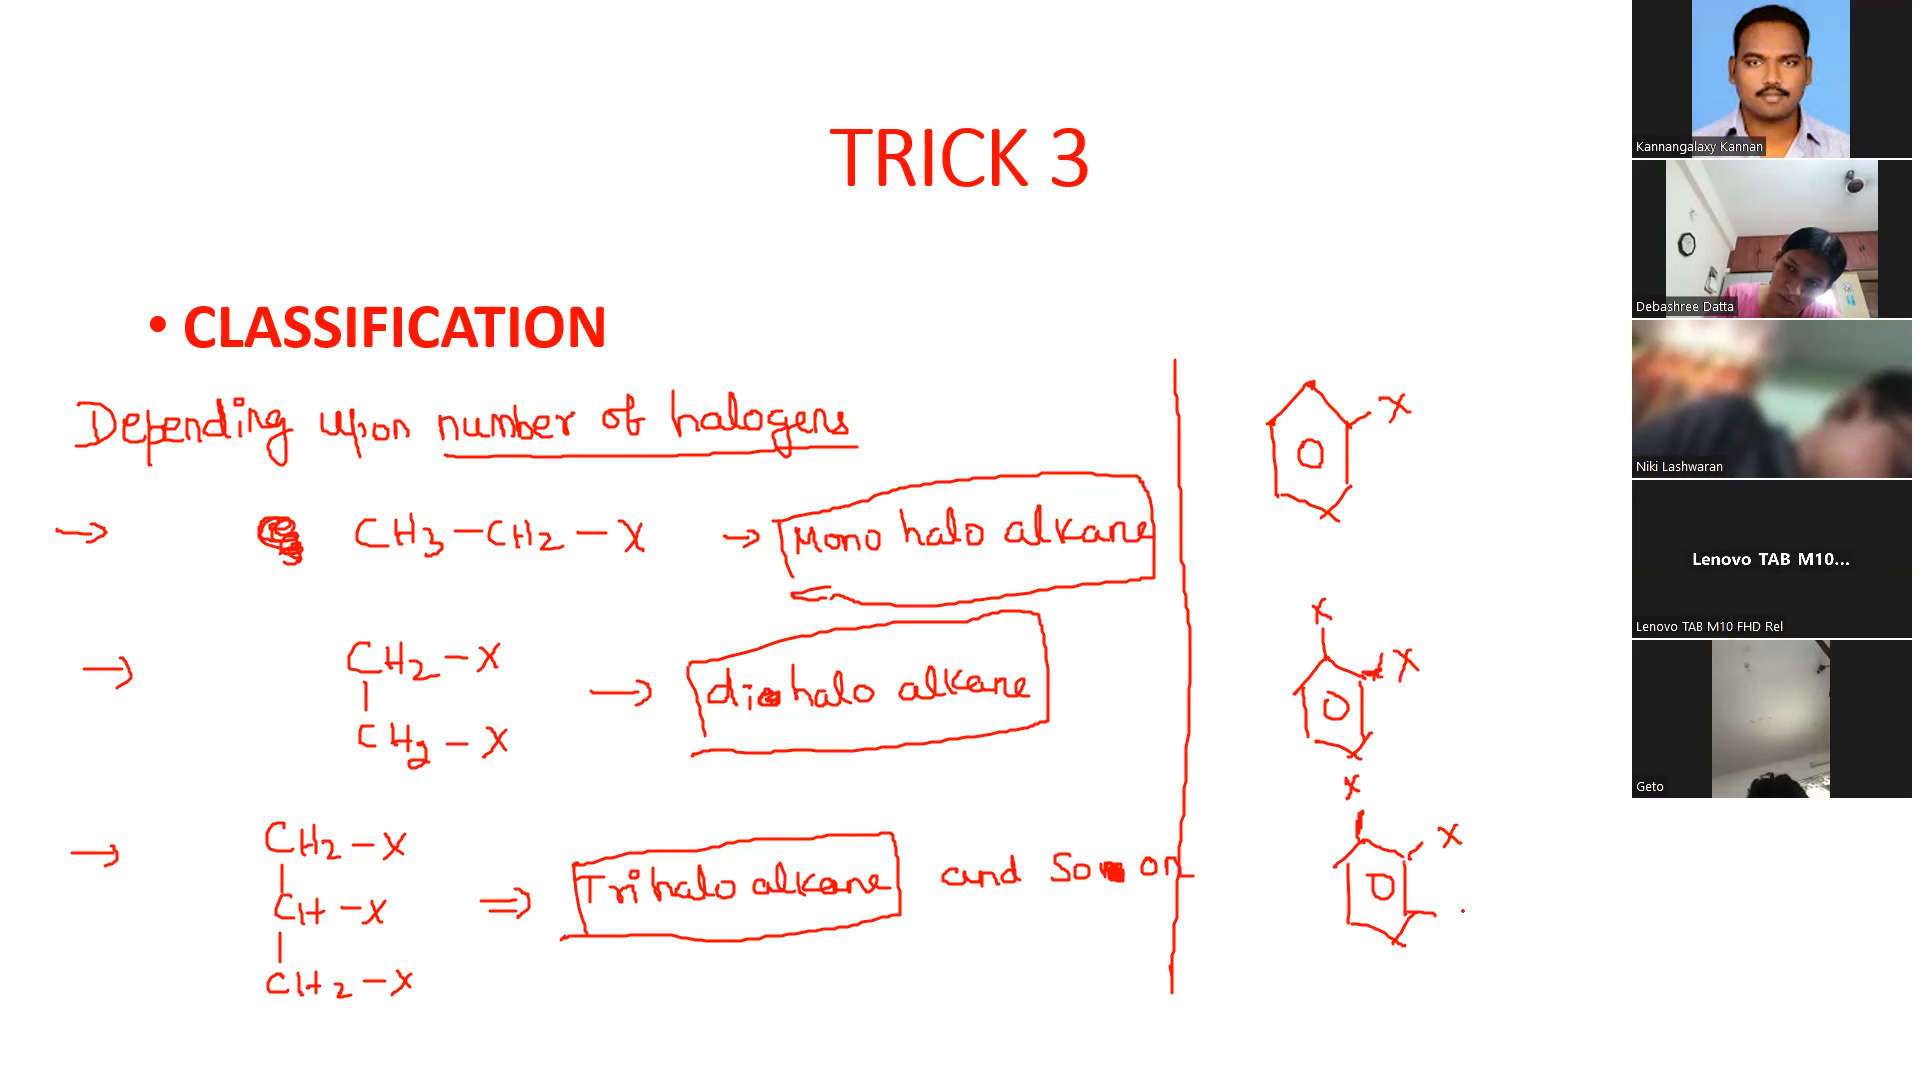 TRICK 3
• CLASSIFICATION
Depending upon number of halogens
→ CH3 – CH2 – X → Mono halo alkane
→ CH2 – X
|
CH2 – X
→ di halo alkane
→ CH2 – X
|
CH – X
|
CH2 – X
⇒ Tri halo alkane and so on
X
X
X
X
X
Kannangalaxy Kannan
Debashree Datta
Niki Lashwaran
Lenovo TAB M10...
Lenovo TAB M10 FHD Rel
Geto